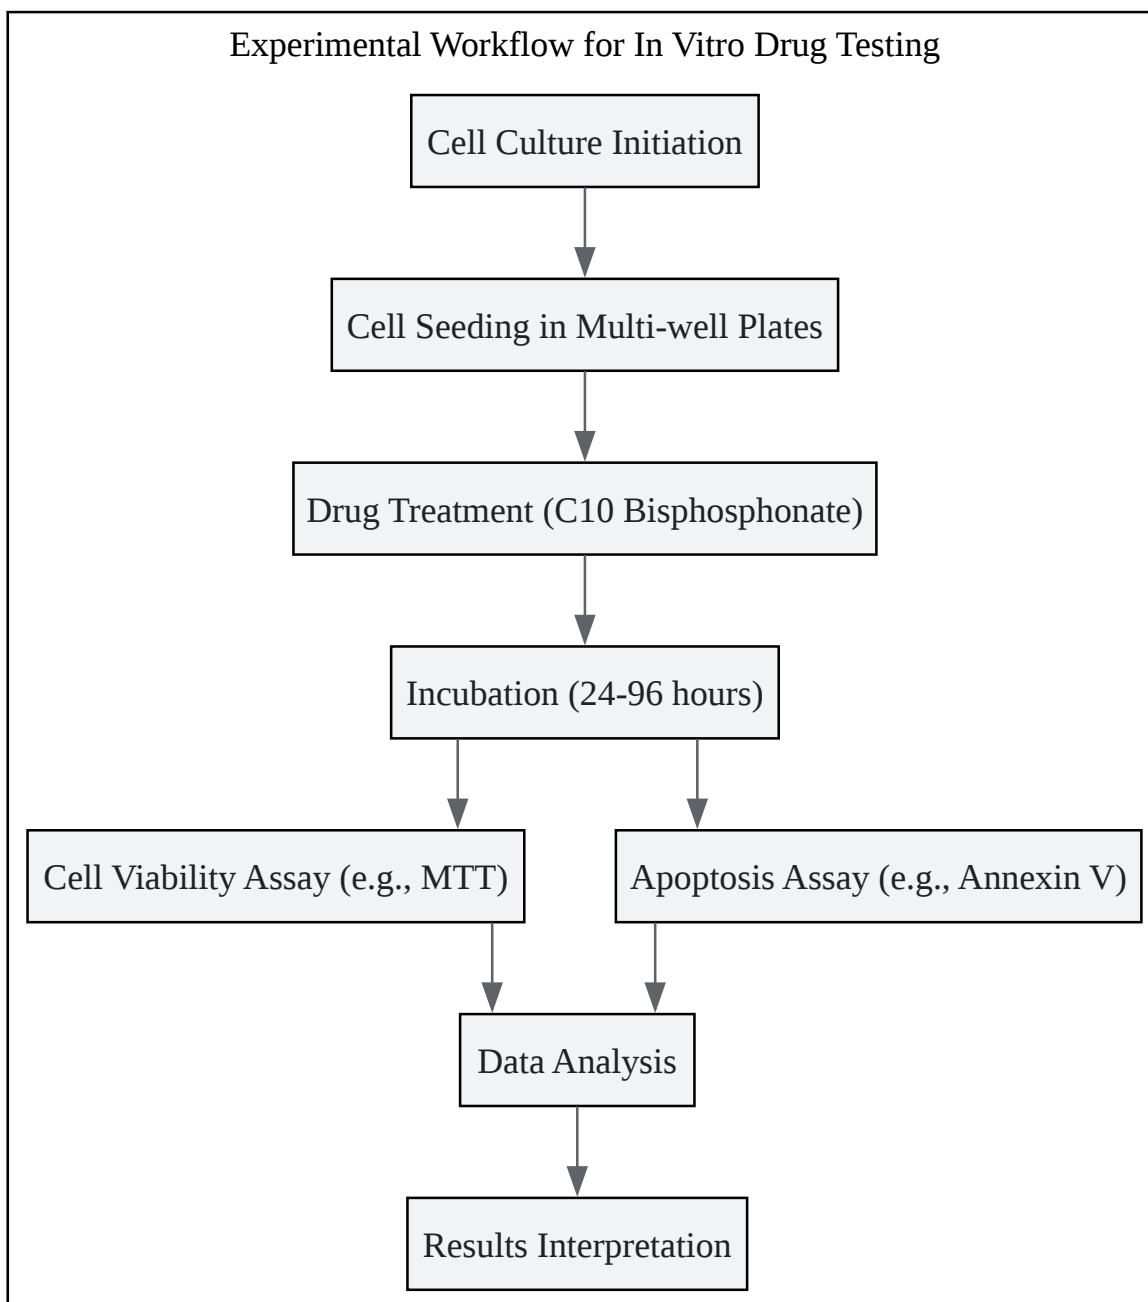 Experimental Workflow for In Vitro Drug Testing
Cell Culture Initiation
Cell Seeding in Multi-well Plates
Drug Treatment (C10 Bisphosphonate)
Incubation (24-96 hours)
Cell Viability Assay (e.g., MTT)
Apoptosis Assay (e.g., Annexin V)
Data Analysis
Results Interpretation